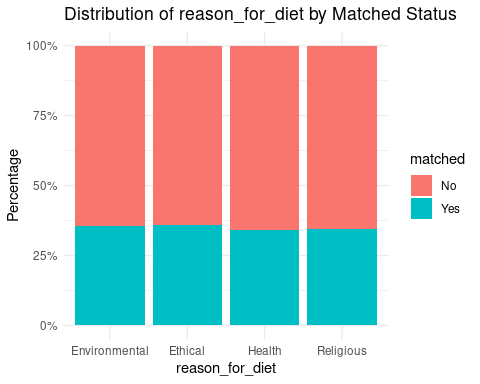 Distribution of reason_for_diet by Matched Status
Percentage
100%
75%
50%
25%
0%
Environmental Ethical Health Religious
reason_for_diet
matched
No
Yes